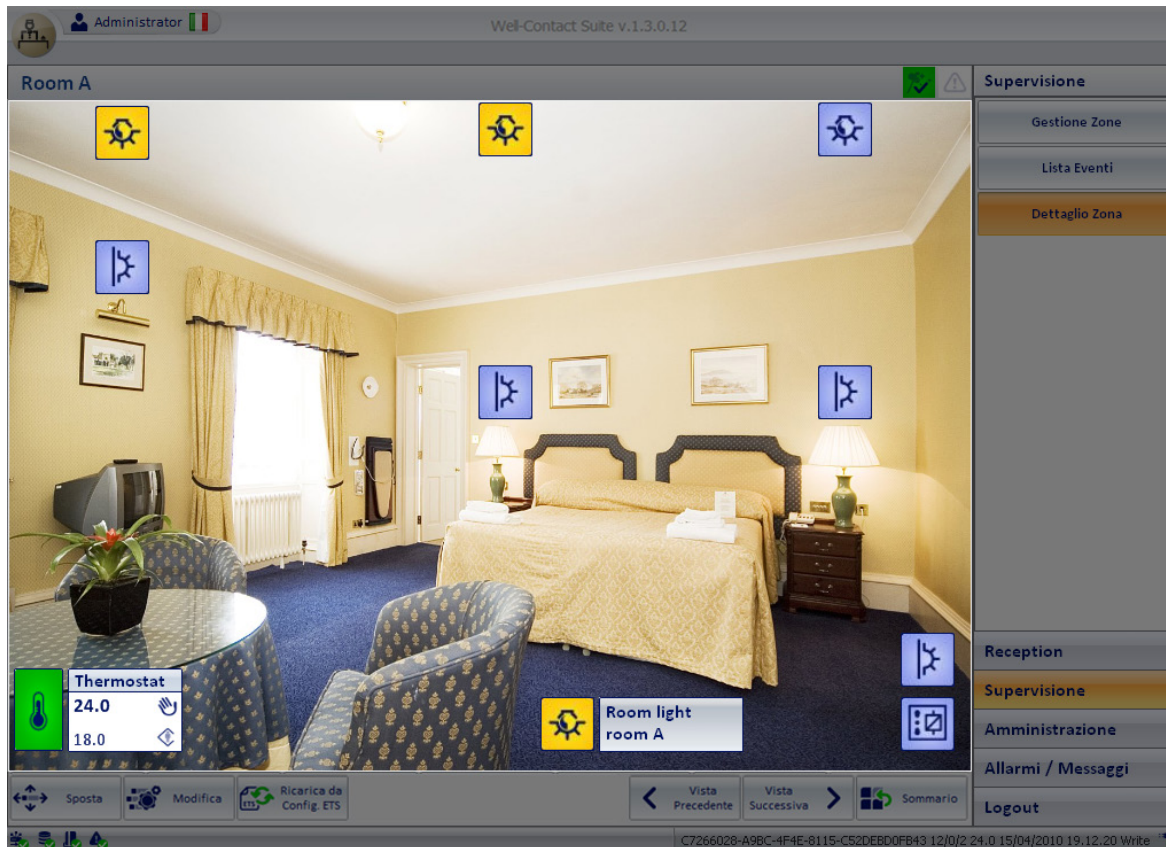 Administrator
Well-Contact Suite v.1.3.0.12
Room A
Supervisione
Gestione Zone
Lista Eventi
Dettaglio Zona
Thermostat
24.0
18.0
Room light
room A
Reception
Supervisione
Amministrazione
Allarmi / Messaggi
Logout
Sposta
Modifica
ETS
Ricarica da
Config. ETS
Vista
Precedente
Vista
Successiva
Sommario
C7266028-A9BC-4F4E-8115-C52DEBD0FB43 12/0/2 24.0 15/04/2010 19.12.20 Write